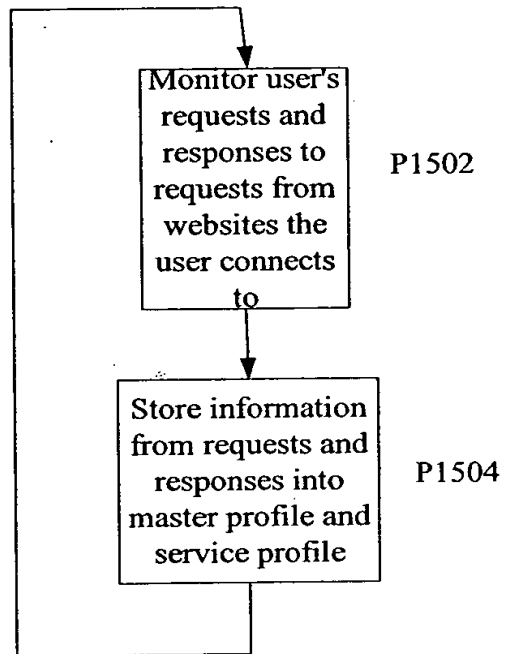 Monitor user's
requests and
responses to
requests from
websites the
user connects
to
P1502
Store information
from requests and
responses into
master profile and
service profile
P1504